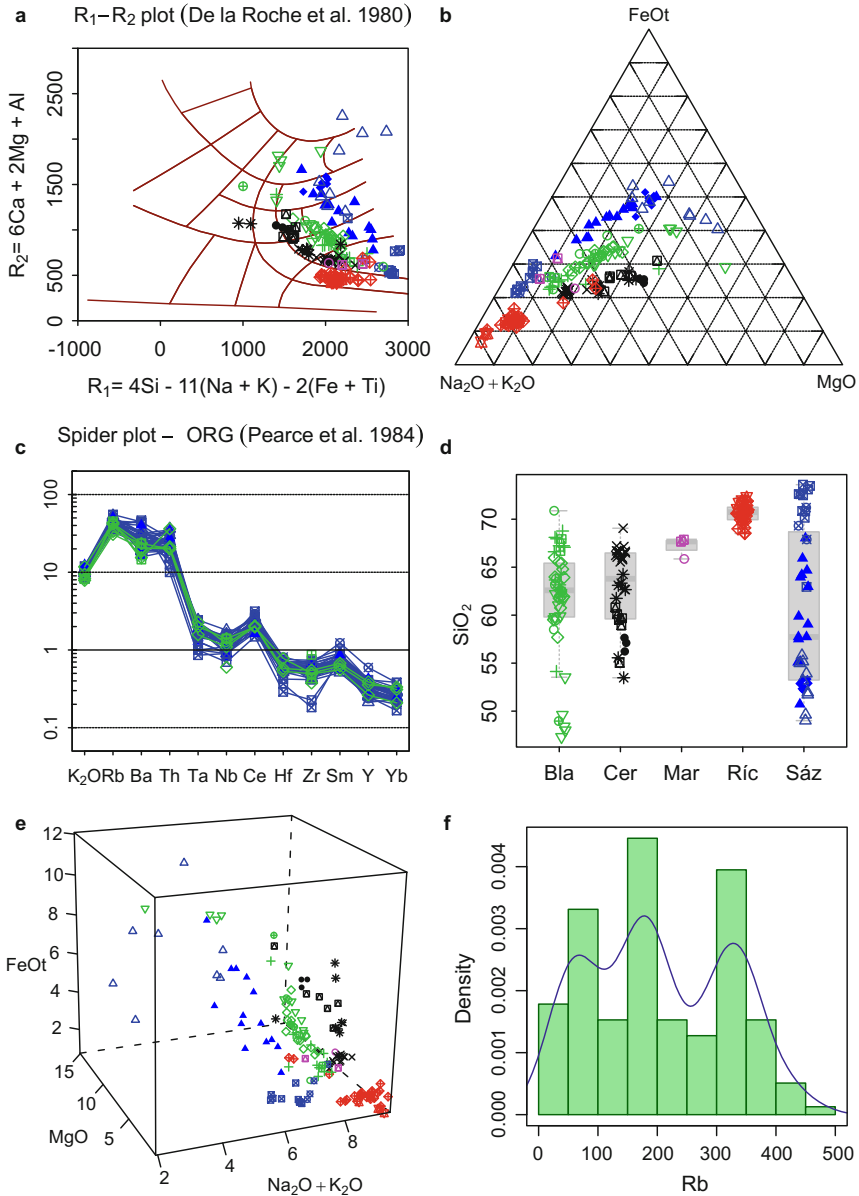 a
R₁–R₂ plot (De la Roche et al. 1980)
R₂= 6Ca + 2Mg + Al
2500
1500
500
0
-1000
0
1000
2000
3000
R₁= 4Si - 11(Na + K) - 2(Fe + Ti)
b
FeOt
Na₂O + K₂O
MgO
Spider plot – ORG (Pearce et al. 1984)
c
100
10
1
0.1
K₂O Rb Ba Th Ta Nb Ce Hf Zr Sm Y Yb
d
SiO₂
70
65
60
55
50
Bla Cer Mar Ríc Sáz
e
12
10
8
6
4
2
FeOt
15
10
5
MgO
2
4
6
8
Na₂O + K₂O
f
Density
0.004
0.003
0.002
0.001
0.000
0 100 200 300 400 500
Rb